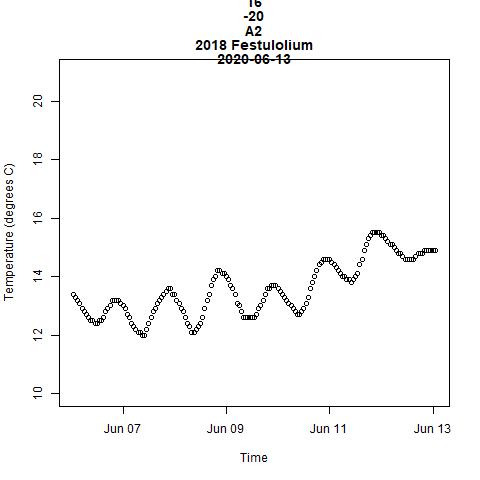 16
-20
A2
2018 Festulolium
2020-06-13
Temperature (degrees C)
20
18
16
14
12
10
Jun 07
Jun 09
Jun 11
Jun 13
Time